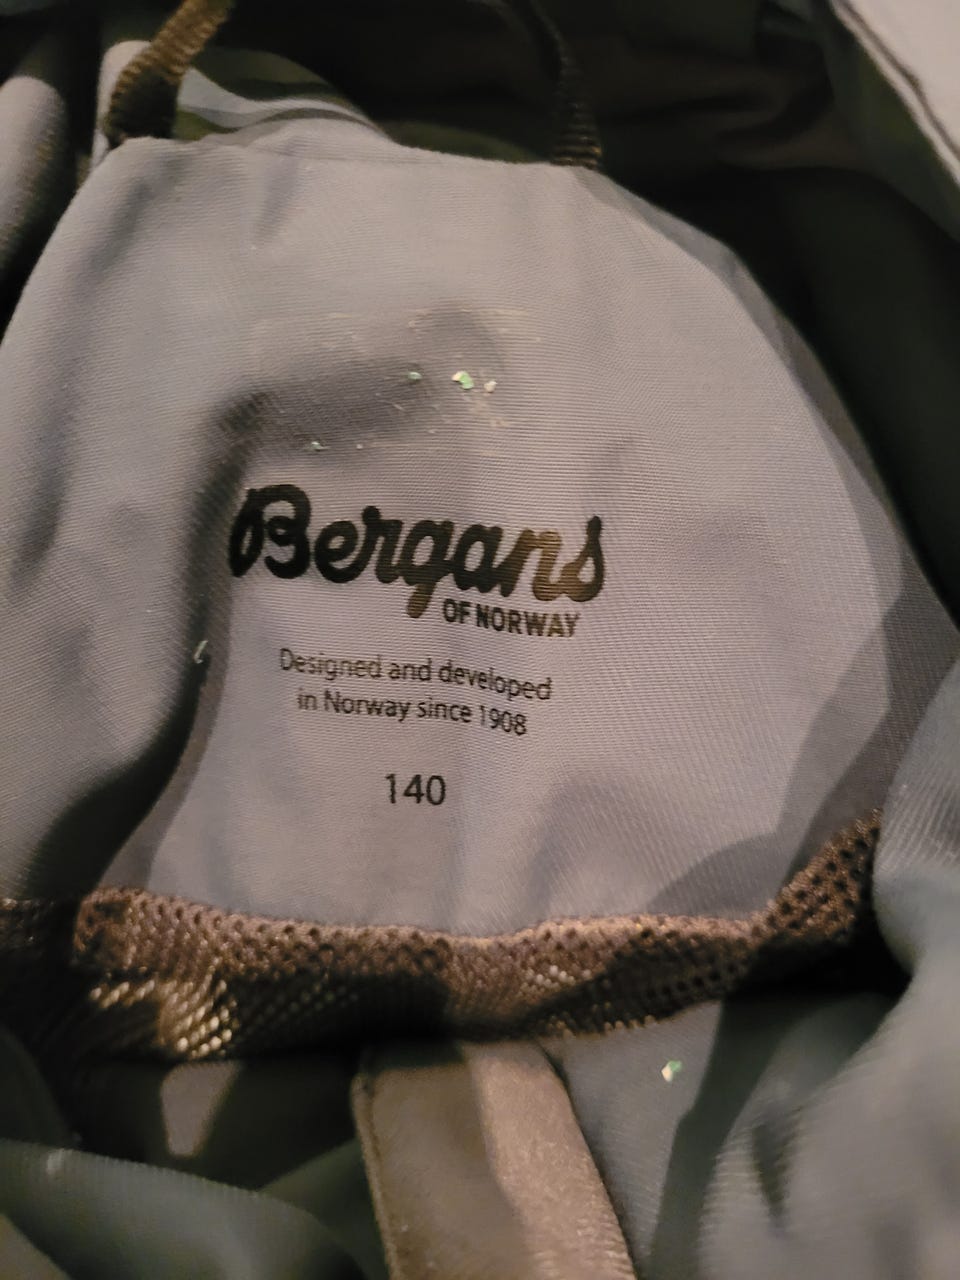 Bergans
OF NORWAY
Designed and developed
in Norway since 1908
140